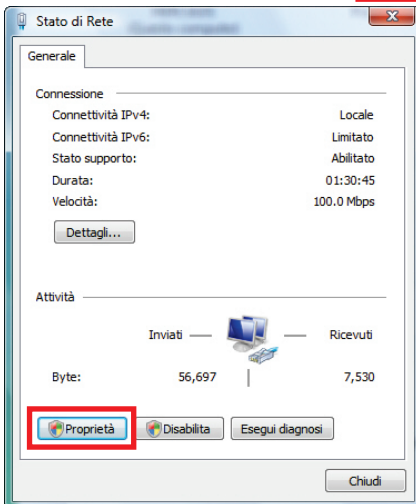 Stato di Rete
Generale
Connessione
Connettività IPv4: Locale
Connettività IPv6: Limitato
Stato supporto: Abilitato
Durata: 01:30:45
Velocità: 100.0 Mbps
Dettagli...
Attività
Inviati Ricevuti
Byte: 56,697 7,530
Proprietà Disabilita Esegui diagnosi
Chiudi